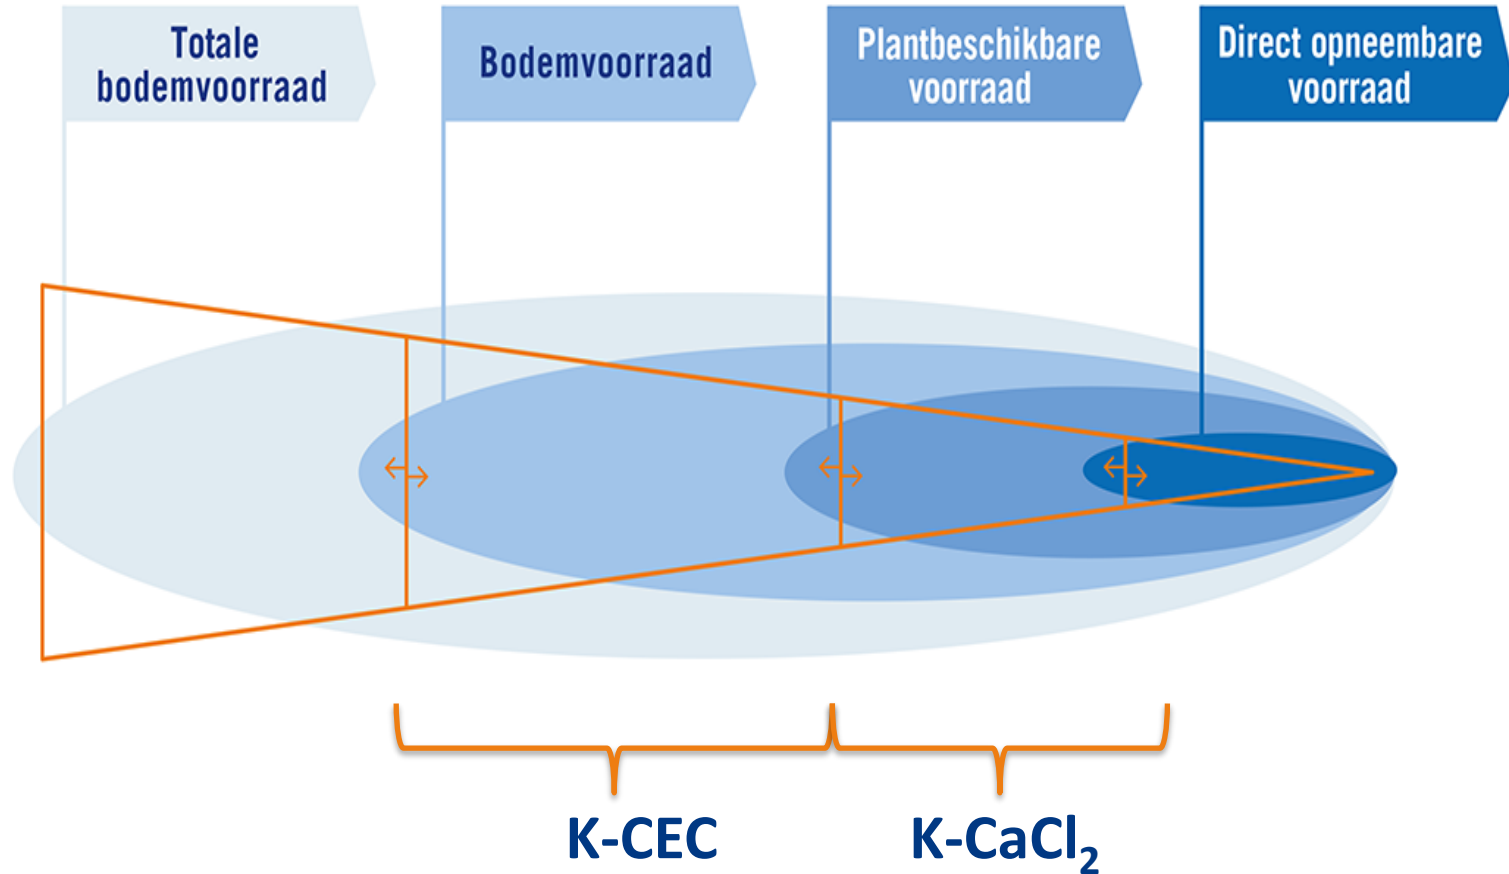 Totale
bodemvoorraad
Bodemvoorraad
Plantbeschikbare
voorraad
Direct opneembare
voorraad
K-CEC
K-CaCl₂